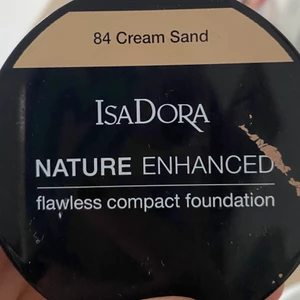 84 Cream Sand
ISADORA
NATURE ENHANCED
flawless compact foundation